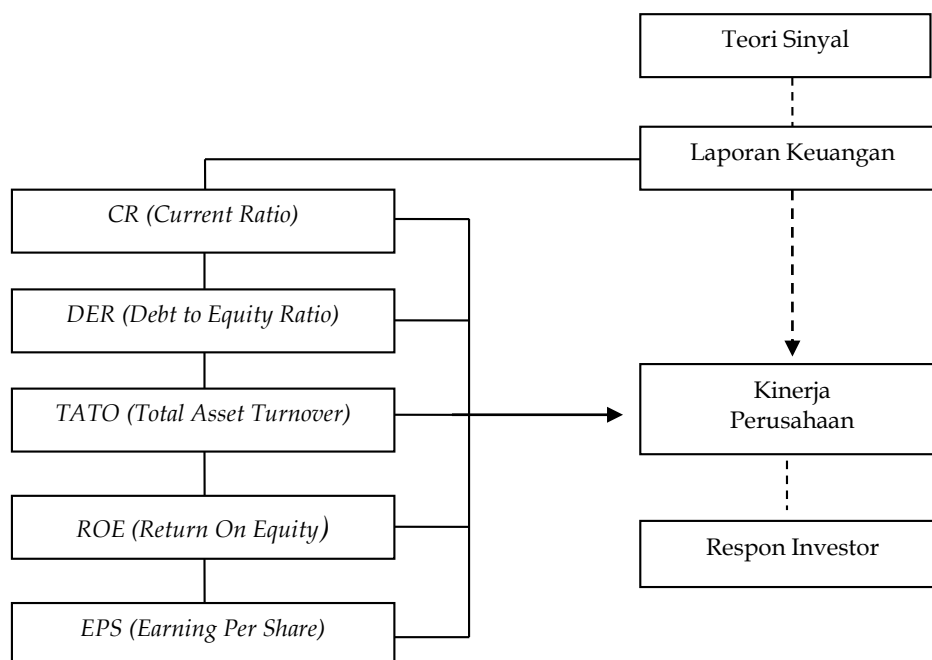 Teori Sinyal
Laporan Keuangan
CR (Current Ratio)
DER (Debt to Equity Ratio)
TATO (Total Asset Turnover)
Kinerja
Perusahaan
ROE (Return On Equity)
Respon Investor
EPS (Earning Per Share)